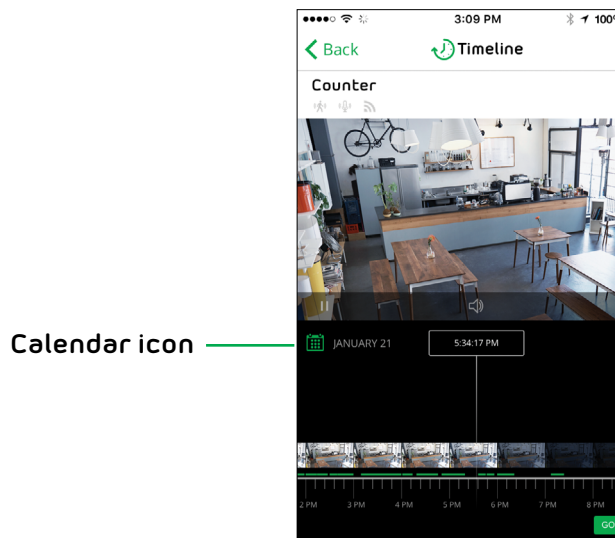 3:09 PM
100%
Back
Timeline
Counter
Calendar icon
JANUARY 21
5:34:17 PM
2 PM 3 PM 4 PM 5 PM 6 PM 7 PM 8 PM
GO